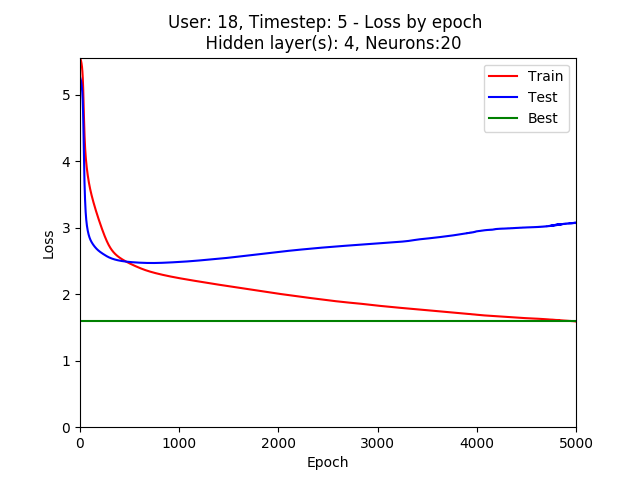 User: 18, Timestep: 5 - Loss by epoch
Hidden layer(s): 4, Neurons:20
Train
Test
Best
Loss
5
4
3
2
1
0
0 1000 2000 3000 4000 5000
Epoch